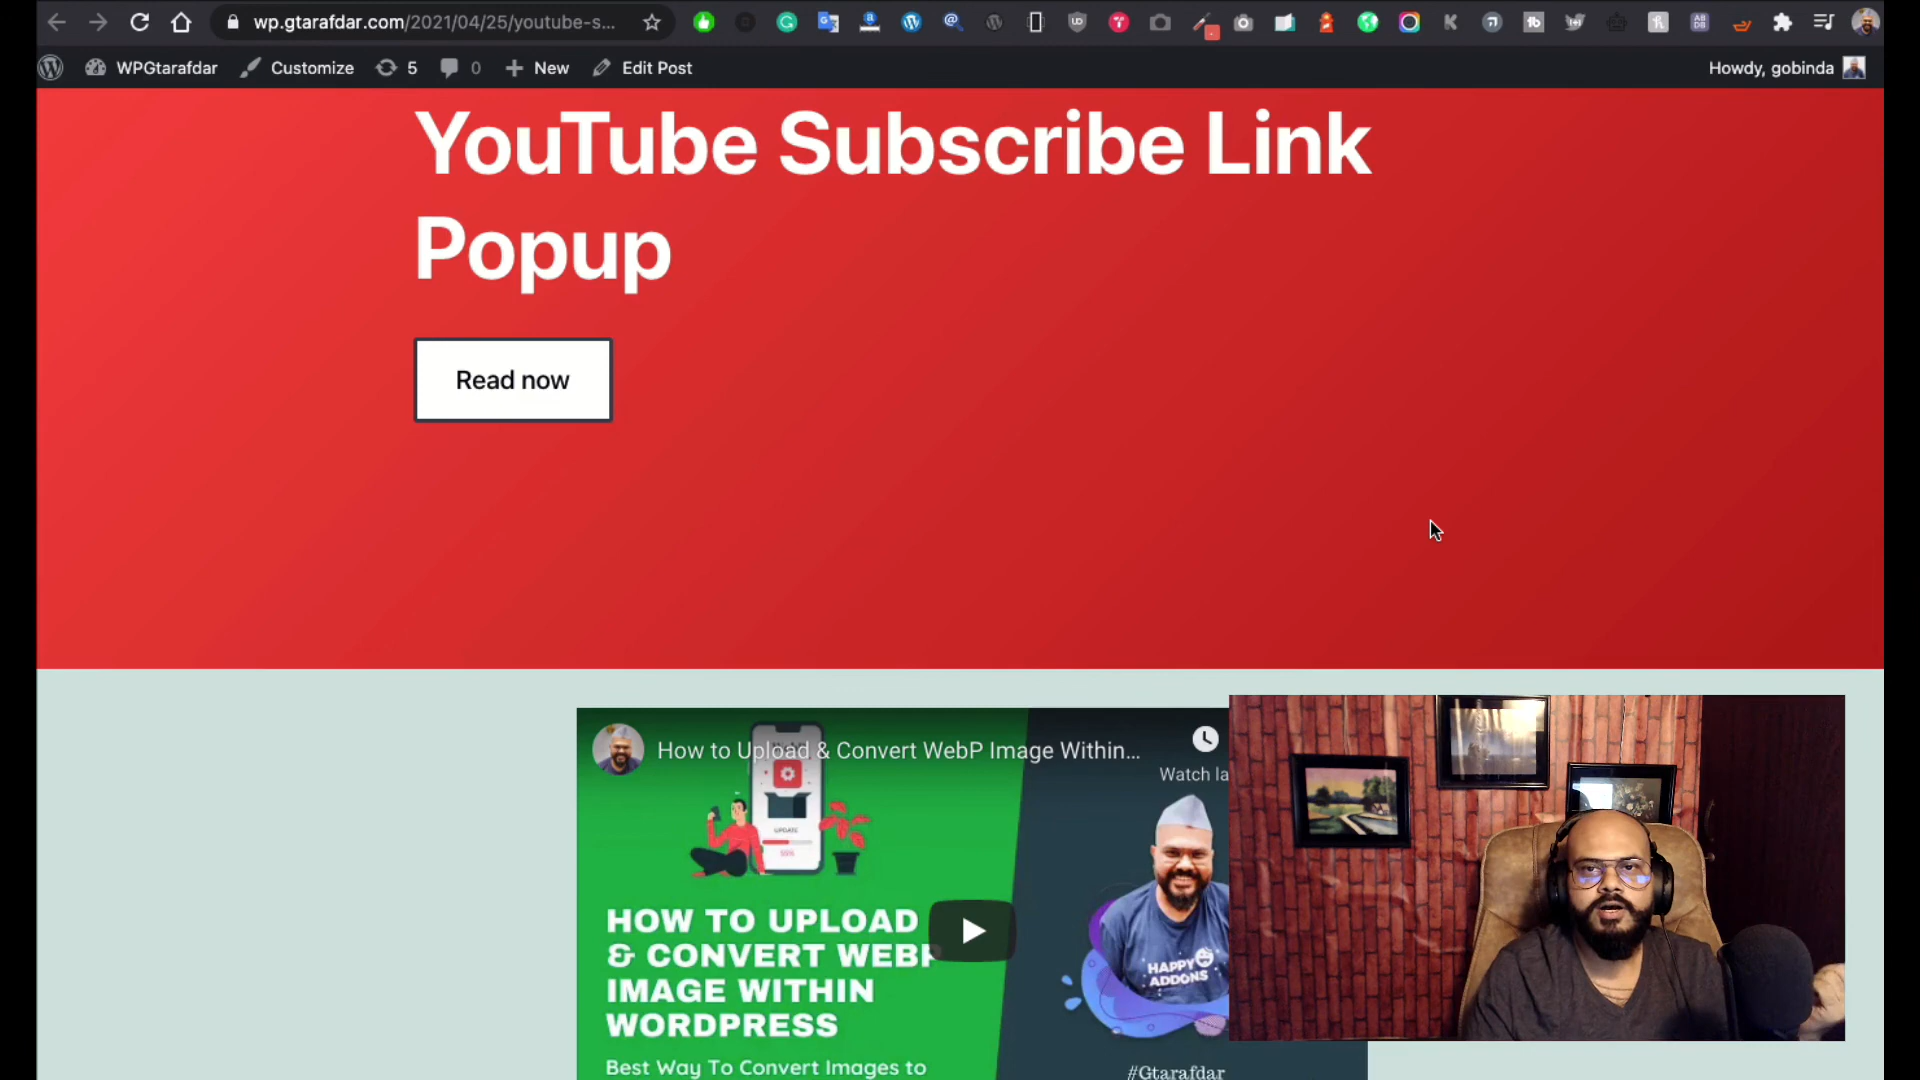 wp.gtarafdar.com/2021/04/25/youtube-s...
WPGtarafdar Customize 5 0 New Edit Post Howdy, gobinda
YouTube Subscribe Link
Popup
Read now
How to Upload & Convert WebP Image Within...
Watch la
UPDATE
HOW TO UPLOAD
& CONVERT WEBP
IMAGE WITHIN
WORDPRESS
HAPPY
ADDONS
Best Way To Convert Images to
#Gtarafdar